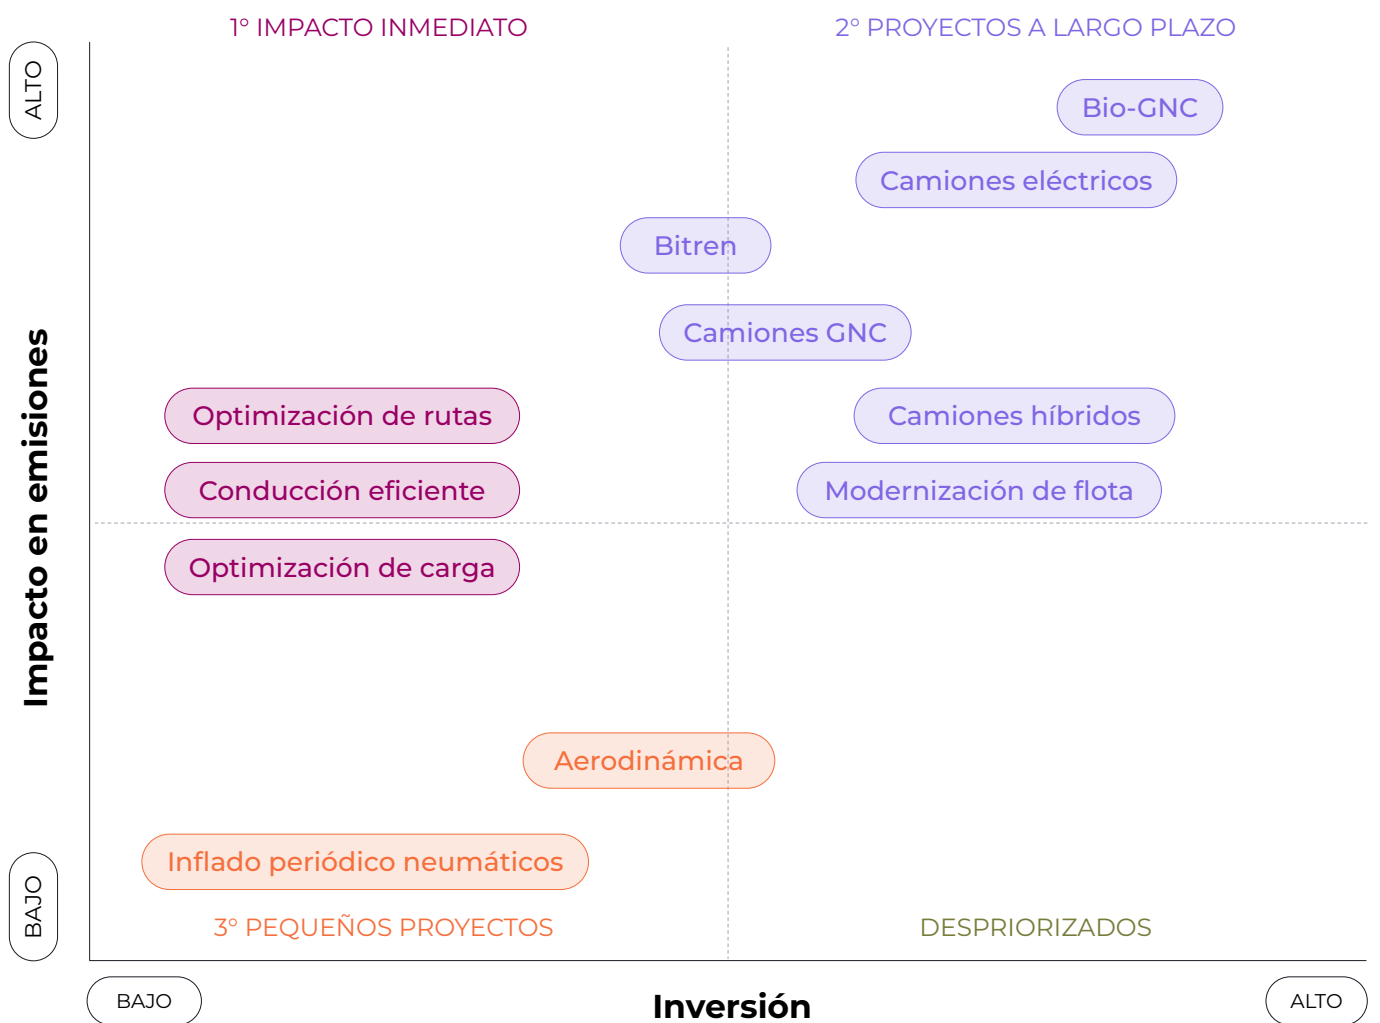 1° IMPACTO INMEDIATO
2° PROYECTOS A LARGO PLAZO
ALTO
Bio-GNC
Camiones eléctricos
Bitren
Camiones GNC
Impacto en emisiones
Optimización de rutas
Camiones híbridos
Conducción eficiente
Modernización de flota
Optimización de carga
Aerodinámica
Inflado periódico neumáticos
BAJO
3° PEQUEÑOS PROYECTOS
DESPRIORIZADOS
BAJO
Inversión
ALTO